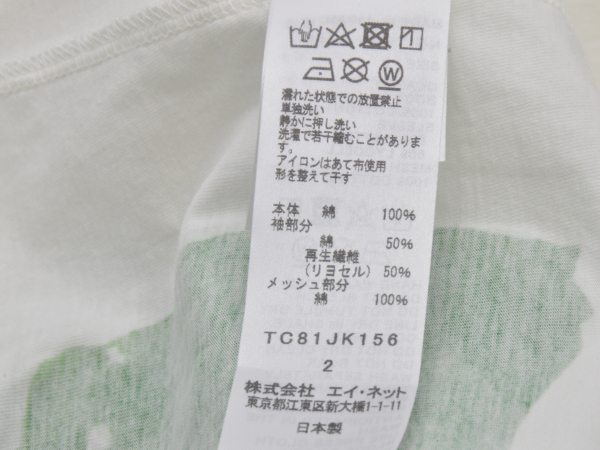 濡れた状態での放置禁止
単独洗い
静かに押し洗い
洗濯で若干縮むことがありま
す。
アイロンはあて布使用
形を整えて干す
本体 綿 100%
袖部分
綿 50%
再生繊維
(リヨセル) 50%
メッシュ部分
綿 100%
TC81JK156
2
株式会社 エイ・ネット
東京都江東区新大橋1-1-11
日本製